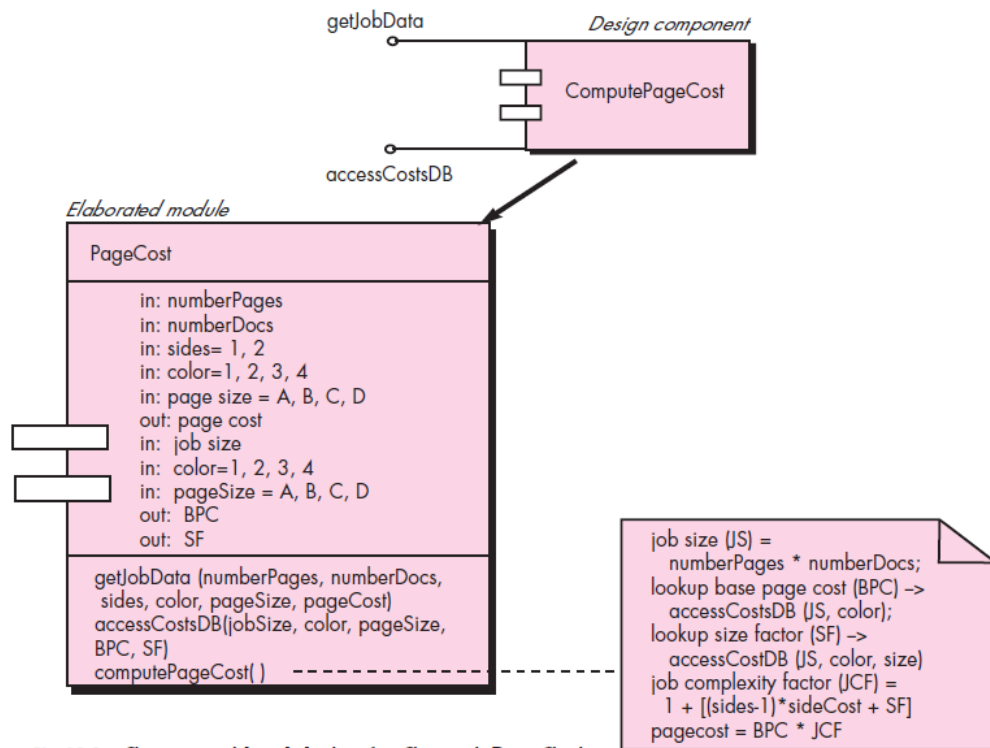 getJobData
Design component
ComputePageCost
accessCostsDB
Elaborated module
PageCost
in: numberPages
in: numberDocs
in: sides= 1, 2
in: color=1, 2, 3, 4
in: page size = A, B, C, D
out: page cost
in: job size
in: color=1, 2, 3, 4
in: pageSize = A, B, C, D
out: BPC
out: SF
getJobData (numberPages, numberDocs,
sides, color, pageSize, pageCost)
accessCostsDB(jobSize, color, pageSize,
BPC, SF)
computePageCost( )
job size (JS) =
numberPages * numberDocs;
lookup base page cost (BPC) –>
accessCostsDB (JS, color);
lookup size factor (SF) –>
accessCostDB (JS, color, size)
job complexity factor (JCF) =
1 + [(sides-1)*sideCost + SF]
pagecost = BPC * JCF